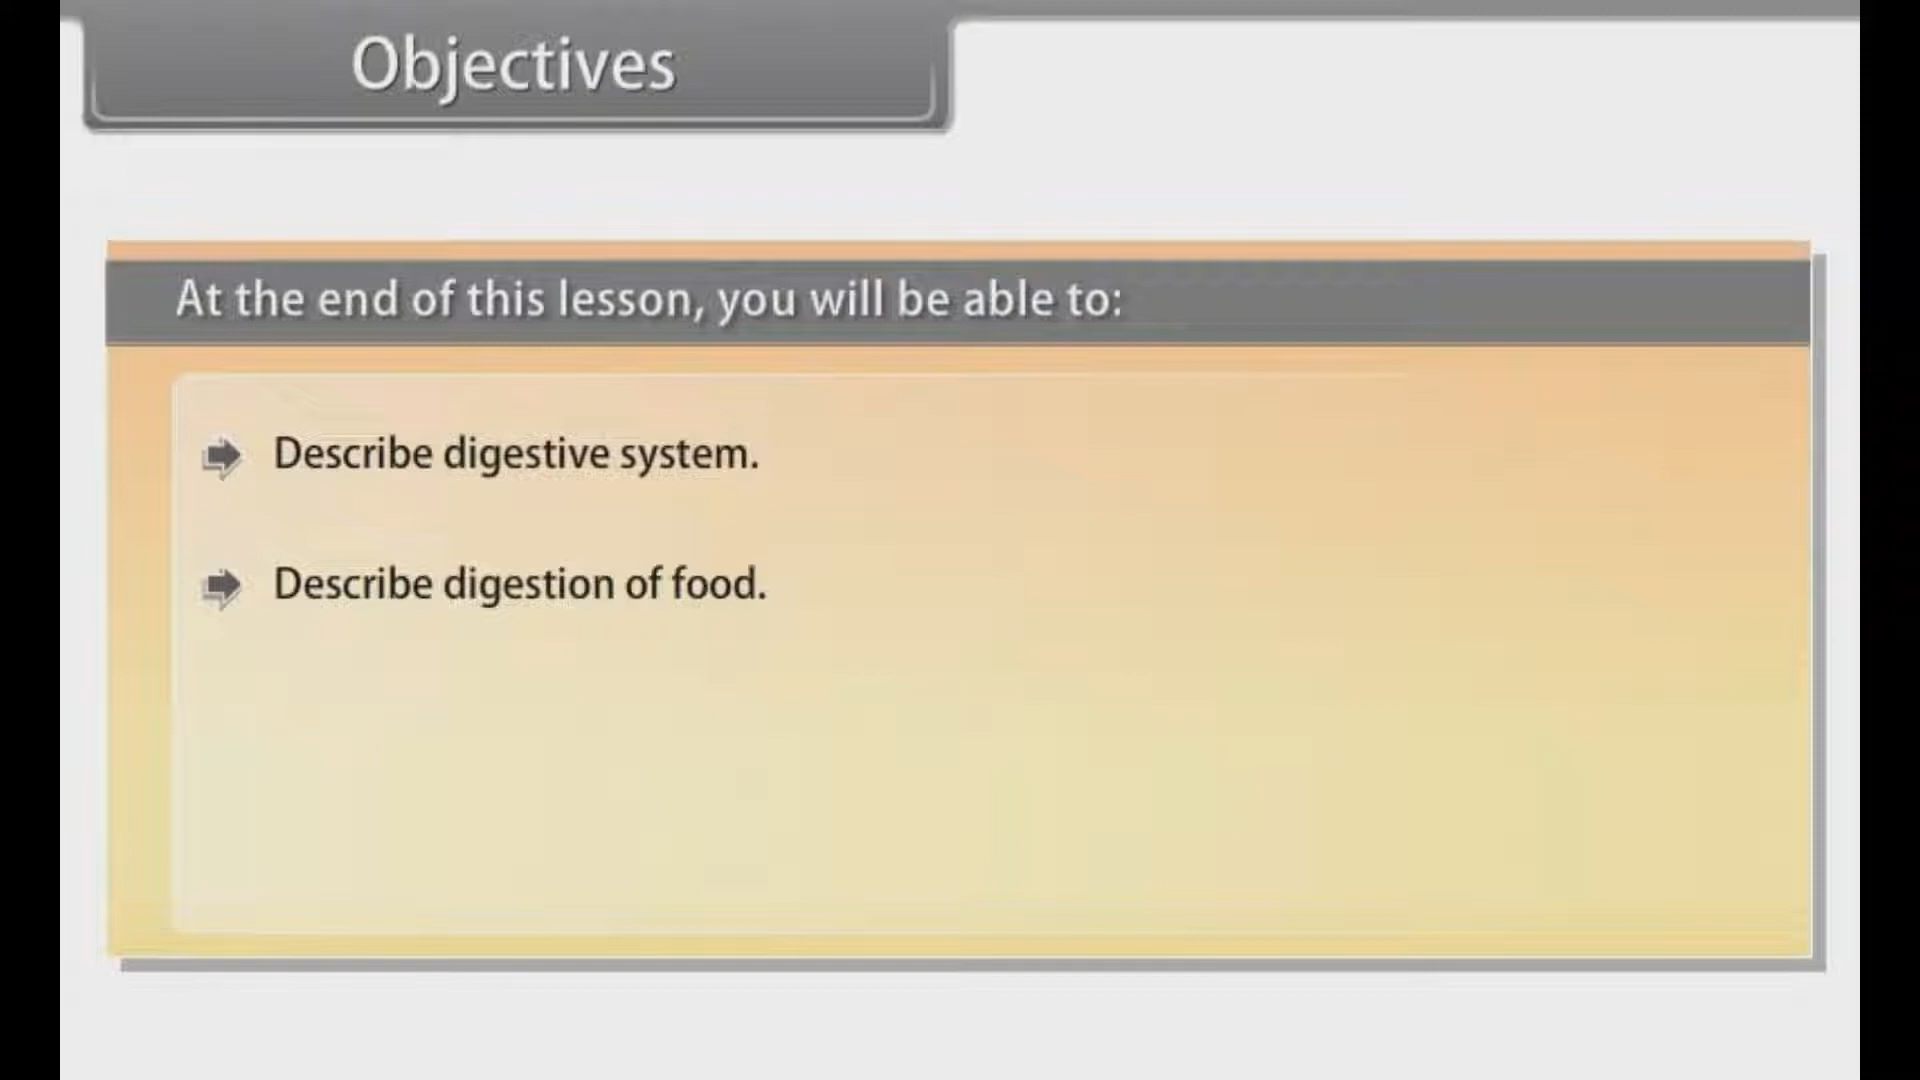 Objectives
At the end of this lesson, you will be able to:
Describe digestive system.
Describe digestion of food.